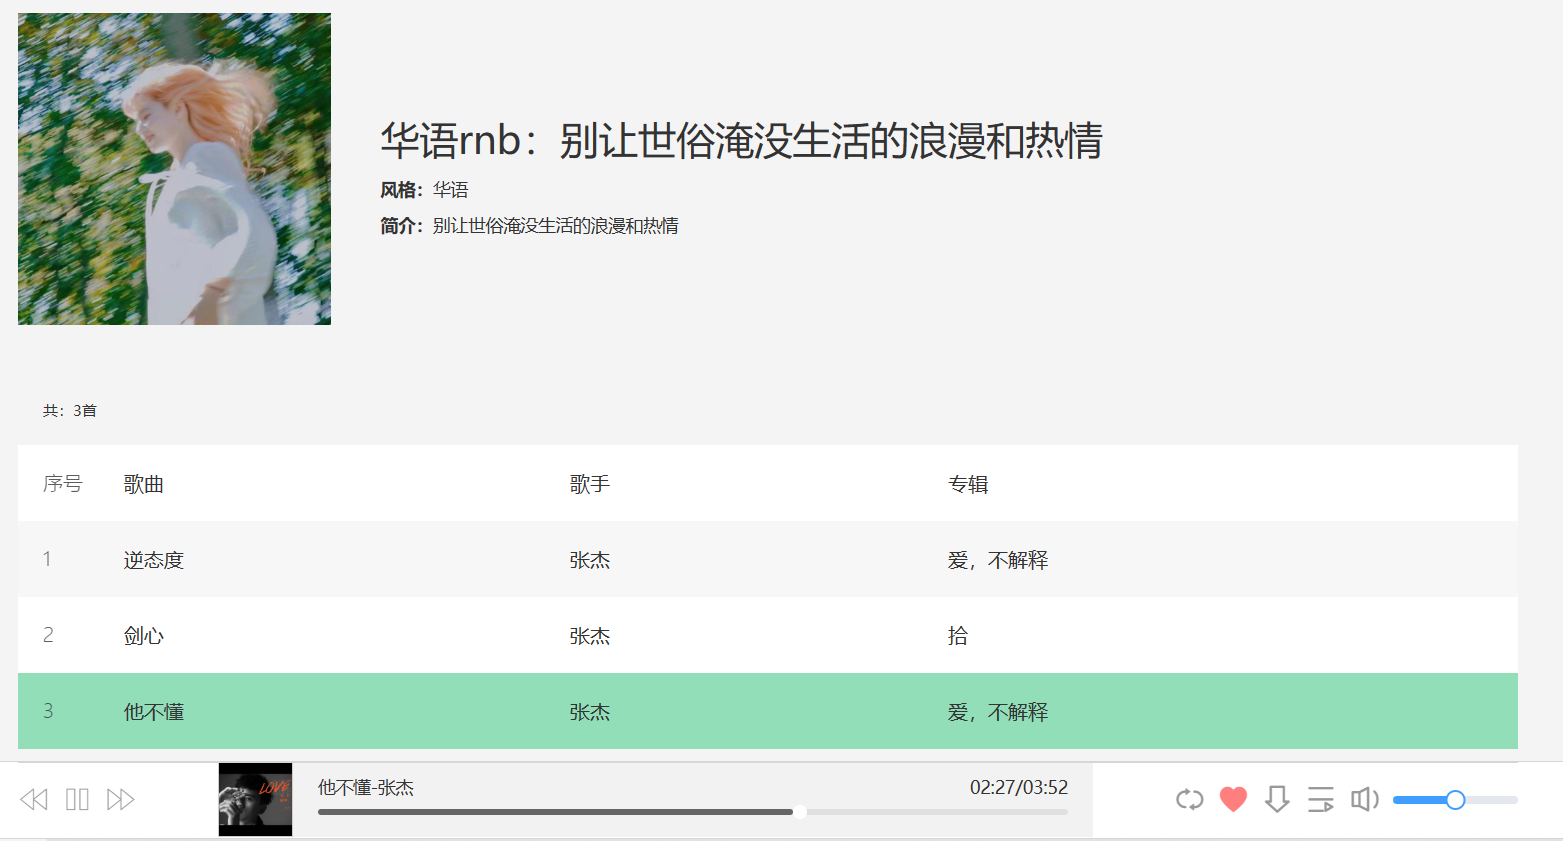 华语rnb：别让世俗淹没生活的浪漫和热情
风格：华语
简介：别让世俗淹没生活的浪漫和热情
共：3首
序号 歌曲 歌手 专辑
1 逆态度 张杰 爱，不解释
2 剑心 张杰 拾
3 他不懂 张杰 爱，不解释
LOVE
他不懂-张杰 02:27/03:52